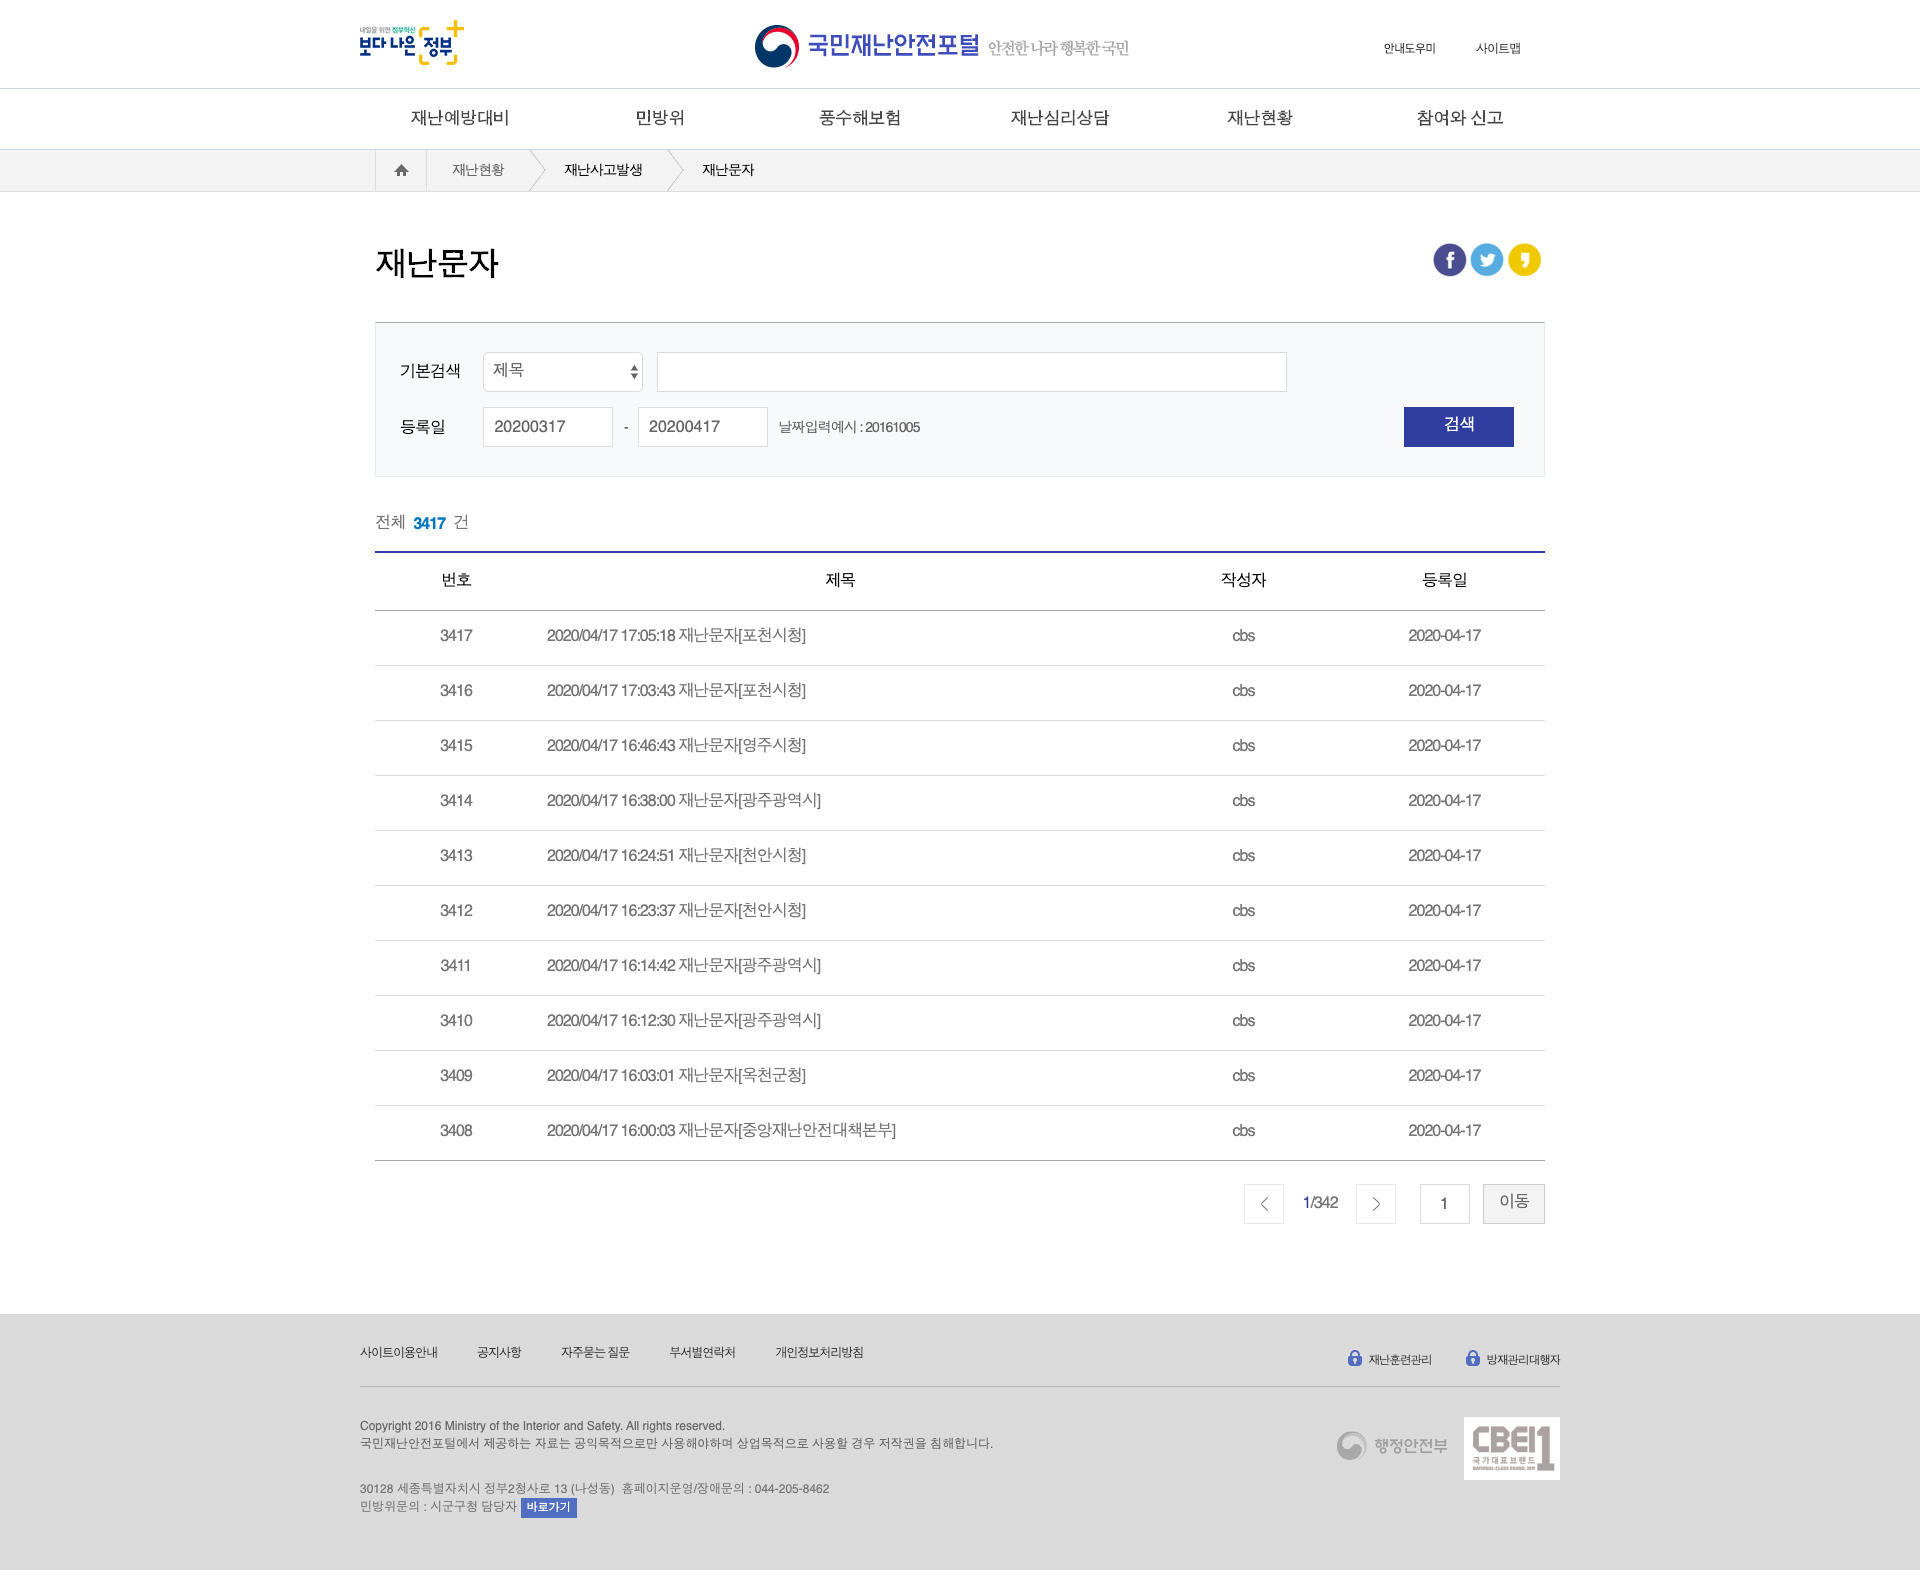 내일을 위한 정부혁신
보다 나은 정부
국민재난안전포털 안전한 나라 행복한 국민
안내도우미 사이트맵
재난예방대비 민방위 풍수해보험 재난심리상담 재난현황 참여와 신고
재난현황 재난사고발생 재난문자
재난문자
기본검색 제목
등록일 20200317 - 20200417 날짜입력예시 : 20161005 검색
전체 3417 건
번호 제목 작성자 등록일
3417 2020/04/17 17:05:18 재난문자[포천시청] cbs 2020-04-17
3416 2020/04/17 17:03:43 재난문자[포천시청] cbs 2020-04-17
3415 2020/04/17 16:46:43 재난문자[영주시청] cbs 2020-04-17
3414 2020/04/17 16:38:00 재난문자[광주광역시] cbs 2020-04-17
3413 2020/04/17 16:24:51 재난문자[천안시청] cbs 2020-04-17
3412 2020/04/17 16:23:37 재난문자[천안시청] cbs 2020-04-17
3411 2020/04/17 16:14:42 재난문자[광주광역시] cbs 2020-04-17
3410 2020/04/17 16:12:30 재난문자[광주광역시] cbs 2020-04-17
3409 2020/04/17 16:03:01 재난문자[옥천군청] cbs 2020-04-17
3408 2020/04/17 16:00:03 재난문자[중앙재난안전대책본부] cbs 2020-04-17
1/342 1 이동
사이트이용안내 공지사항 자주묻는 질문 부서별연락처 개인정보처리방침 재난훈련관리 방재관리대행자
Copyright 2016 Ministry of the Interior and Safety. All rights reserved.
국민재난안전포털에서 제공하는 자료는 공익목적으로만 사용해야하며 상업목적으로 사용할 경우 저작권을 침해합니다.
행정안전부
CBEI1
국가대표브랜드
30128 세종특별자치시 정부2청사로 13 (나성동) 홈페이지운영/장애문의 : 044-205-8462
민방위문의 : 시군구청 담당자 바로가기